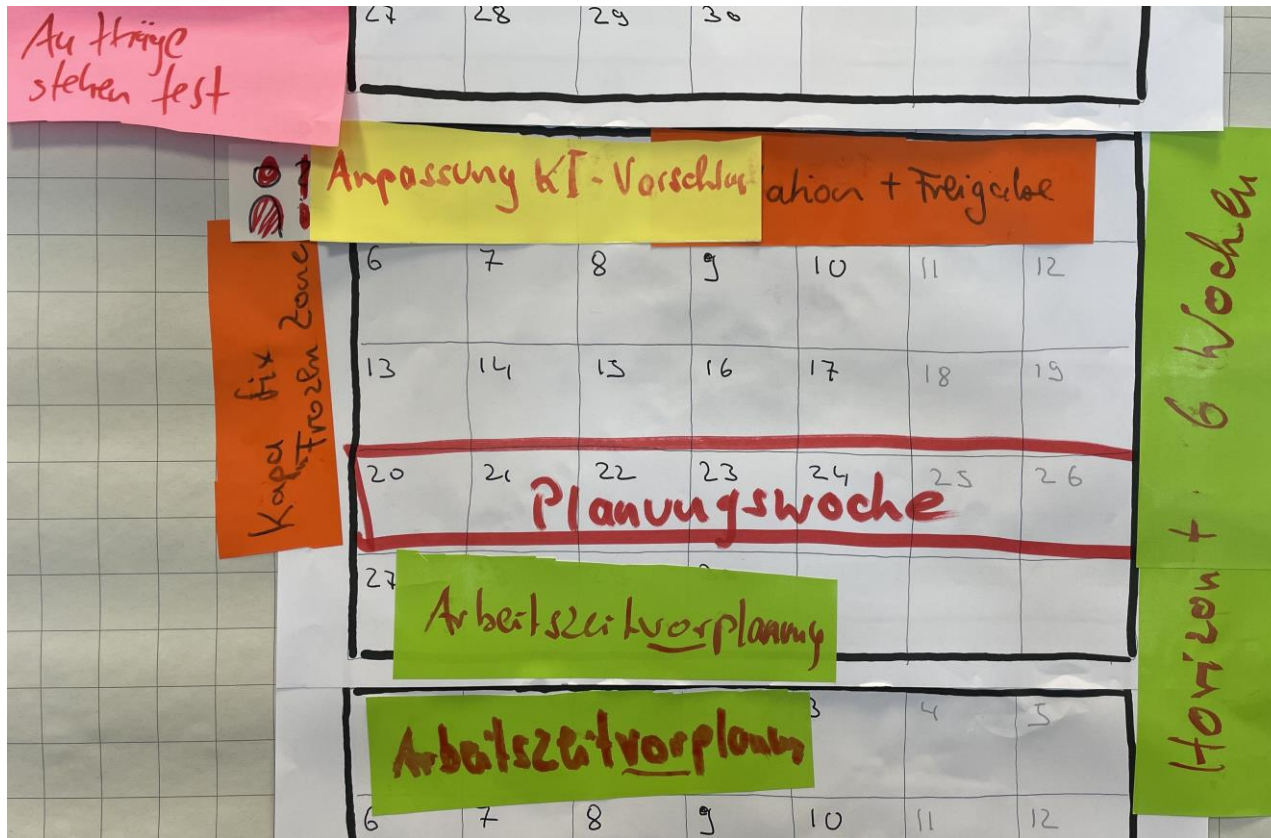 27 28 29 30
Aufträge
stehen fest
Anpassung KI-Vorschlag
ation + Freigabe
6 7 8 9 10 11 12
Kapa fix
"Frozen Zone
13 14 15 16 17 18 19
20 21 22 23 24 25 26
Planungswoche
27
Arbeitszeitvorplanung
Horizont 6 Wochen
3 4 5
Arbeitszeitvorplanung
6 7 8 9 10 11 12